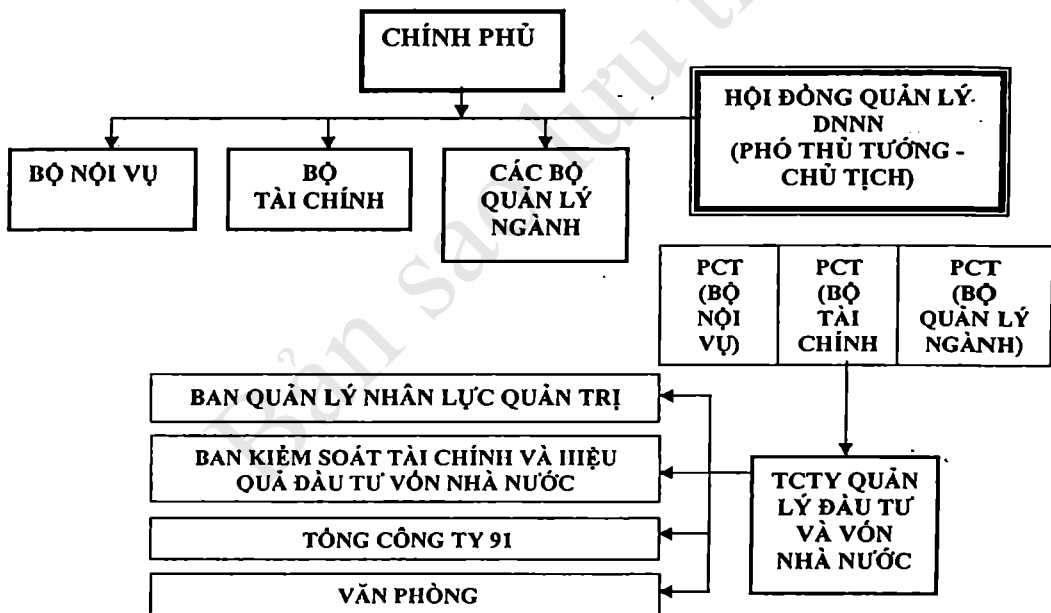 CHÍNH PHỦ
HỘI ĐỒNG QUẢN LÝ
DNNN
(PHÓ THỦ TƯỚNG -
CHỦ TỊCH)
BỘ NỘI VỤ
BỘ
TÀI CHÍNH
CÁC BỘ
QUẢN LÝ
NGÀNH
PCT
(BỘ
NỘI
VỤ)
PCT
(BỘ
TÀI
CHÍNH
PCT
(BỘ
QUẢN LÝ
NGÀNH)
BAN QUẢN LÝ NHÂN LỰC QUẢN TRỊ
BAN KIỂM SOÁT TÀI CHÍNH VÀ HIỆU
QUẢ ĐẦU TƯ VỐN NHÀ NƯỚC
TỔNG CÔNG TY 91
VĂN PHÒNG
TCTY QUẢN
LÝ ĐẦU TƯ
VÀ VỐN
NHÀ NƯỚC
Bản sao lưu t